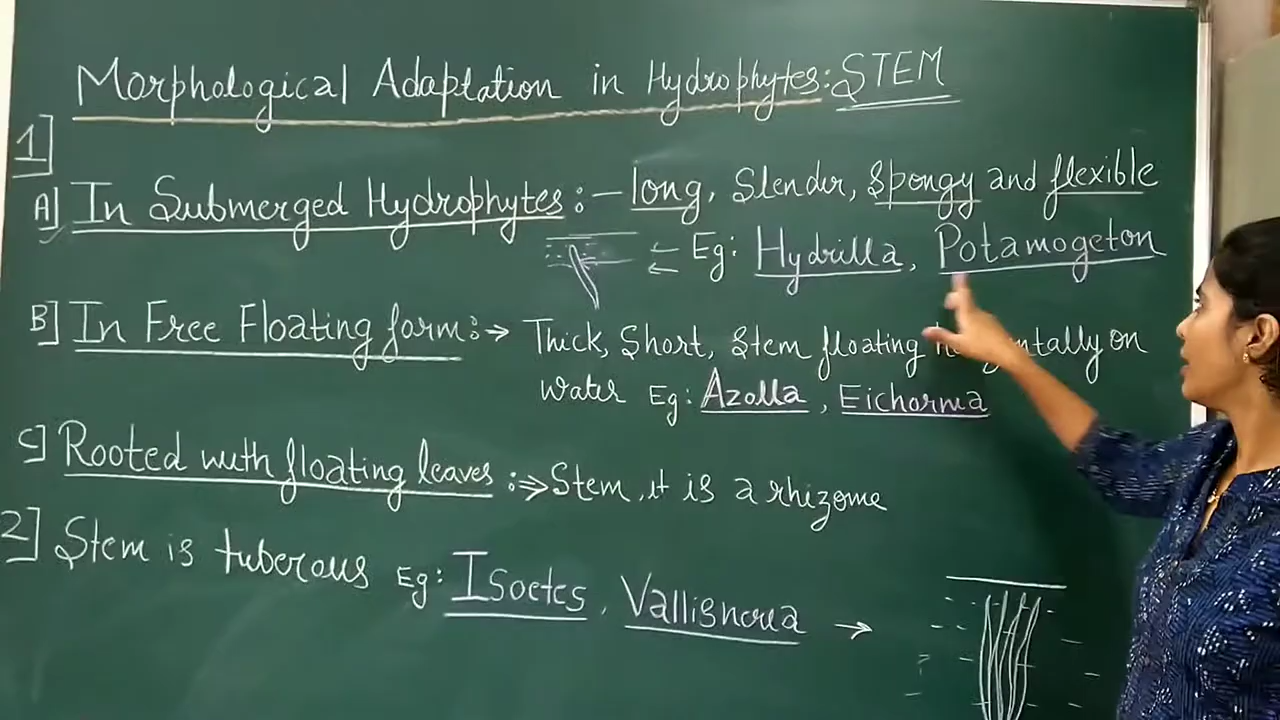 Morphological Adaptation in Hydrophytes: STEM
1]
A] In Submerged Hydrophytes :- long, Slender, Spongy and flexible
Eg: Hydrilla, Potamogeton
B] In Free Floating form :→ Thick, Short, Stem floating on
water Eg: Azolla, Eichornia
C] Rooted with floating leaves :⇒ Stem, it is a rhizome
2] Stem is tuberous Eg: Isoetes, Vallisneria →